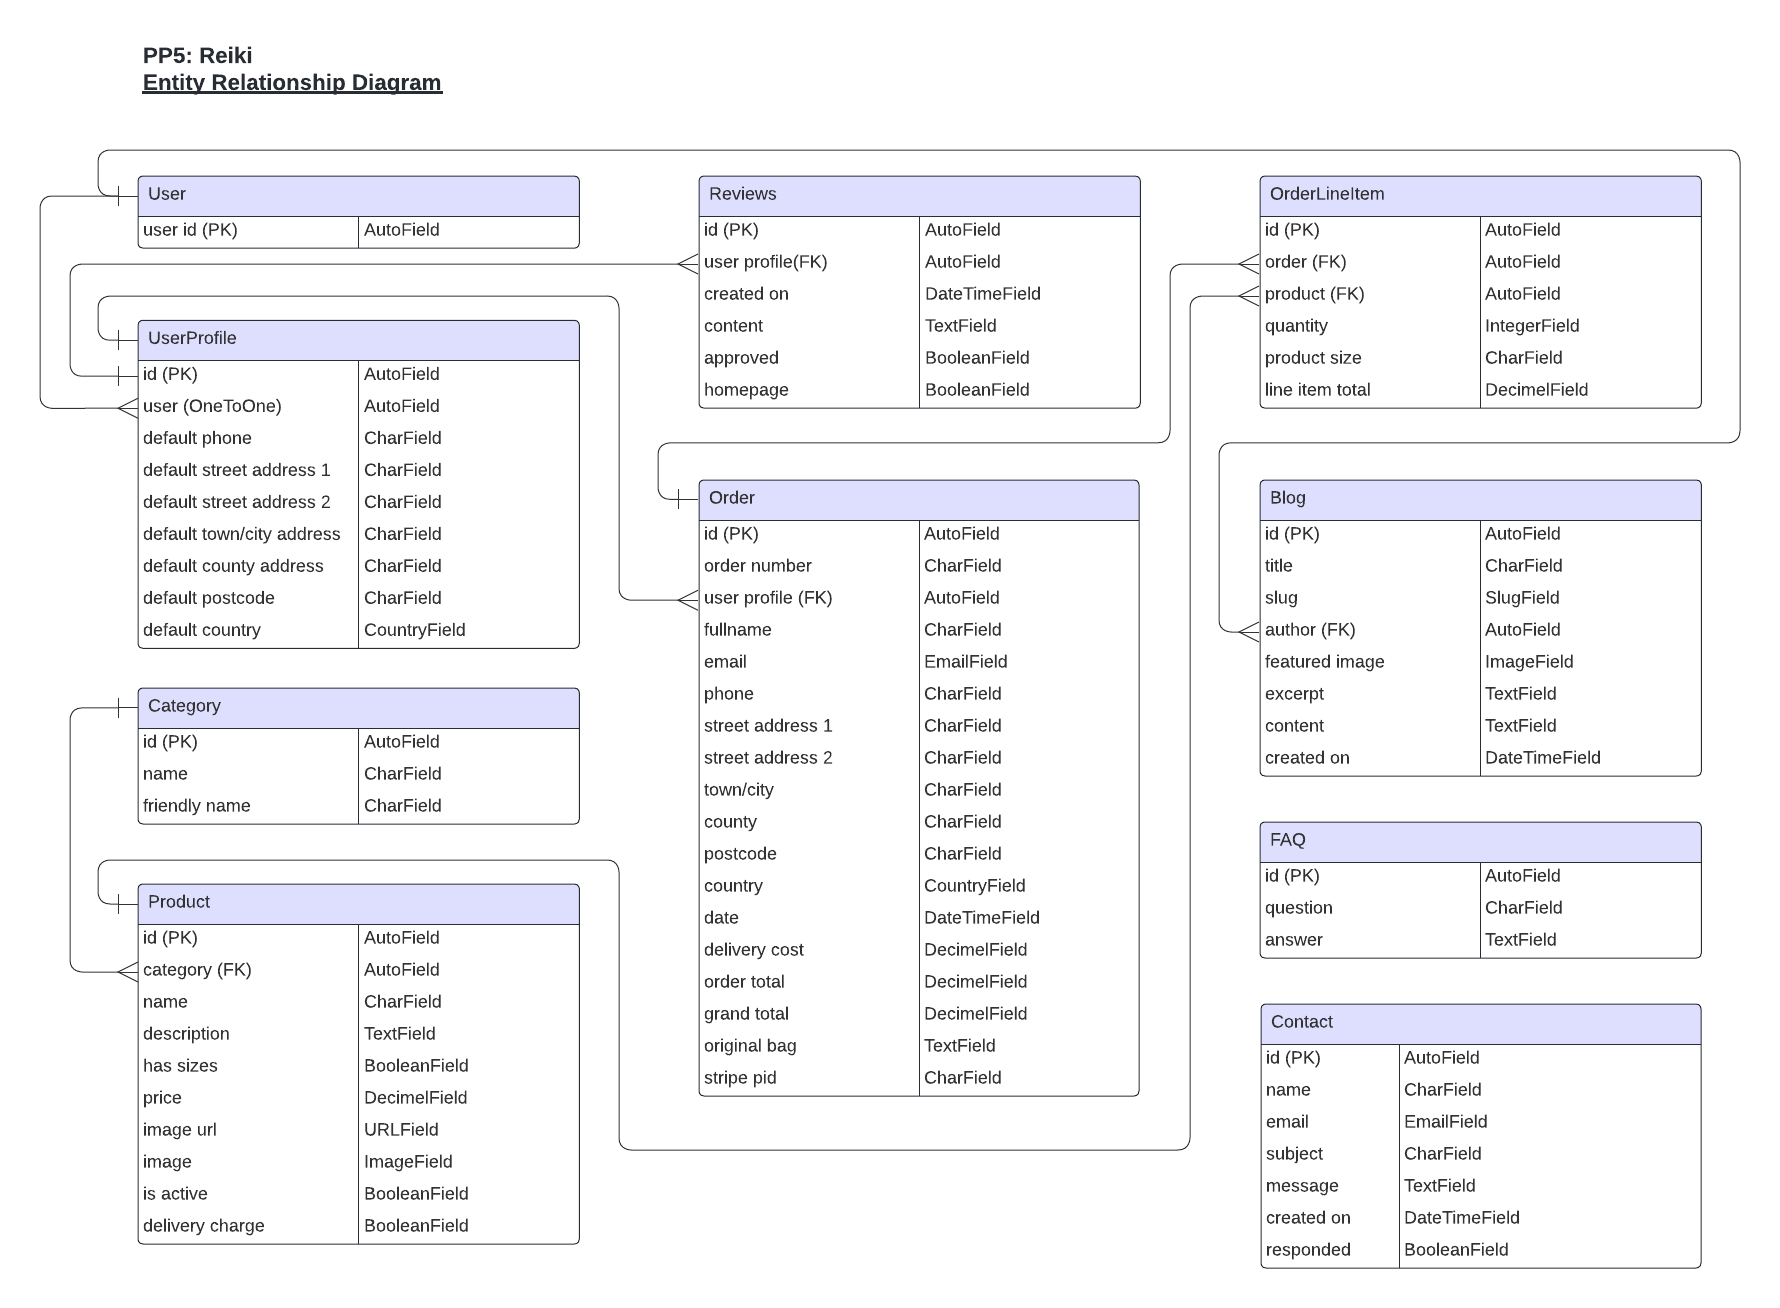 PP5: Reiki
Entity Relationship Diagram
User
user id (PK) AutoField
UserProfile
id (PK) AutoField
user (OneToOne) AutoField
default phone CharField
default street address 1 CharField
default street address 2 CharField
default town/city address CharField
default county address CharField
default postcode CharField
default country CountryField
Category
id (PK) AutoField
name CharField
friendly name CharField
Product
id (PK) AutoField
category (FK) AutoField
name CharField
description TextField
has sizes BooleanField
price DecimelField
image url URLField
image ImageField
is active BooleanField
delivery charge BooleanField
Reviews
id (PK) AutoField
user profile(FK) AutoField
created on DateTimeField
content TextField
approved BooleanField
homepage BooleanField
Order
id (PK) AutoField
order number CharField
user profile (FK) AutoField
fullname CharField
email EmailField
phone CharField
street address 1 CharField
street address 2 CharField
town/city CharField
county CharField
postcode CharField
country CountryField
date DateTimeField
delivery cost DecimelField
order total DecimelField
grand total DecimelField
original bag TextField
stripe pid CharField
OrderLineItem
id (PK) AutoField
order (FK) AutoField
product (FK) AutoField
quantity IntegerField
product size CharField
line item total DecimelField
Blog
id (PK) AutoField
title CharField
slug SlugField
author (FK) AutoField
featured image ImageField
excerpt TextField
content TextField
created on DateTimeField
FAQ
id (PK) AutoField
question CharField
answer TextField
Contact
id (PK) AutoField
name CharField
email EmailField
subject CharField
message TextField
created on DateTimeField
responded BooleanField